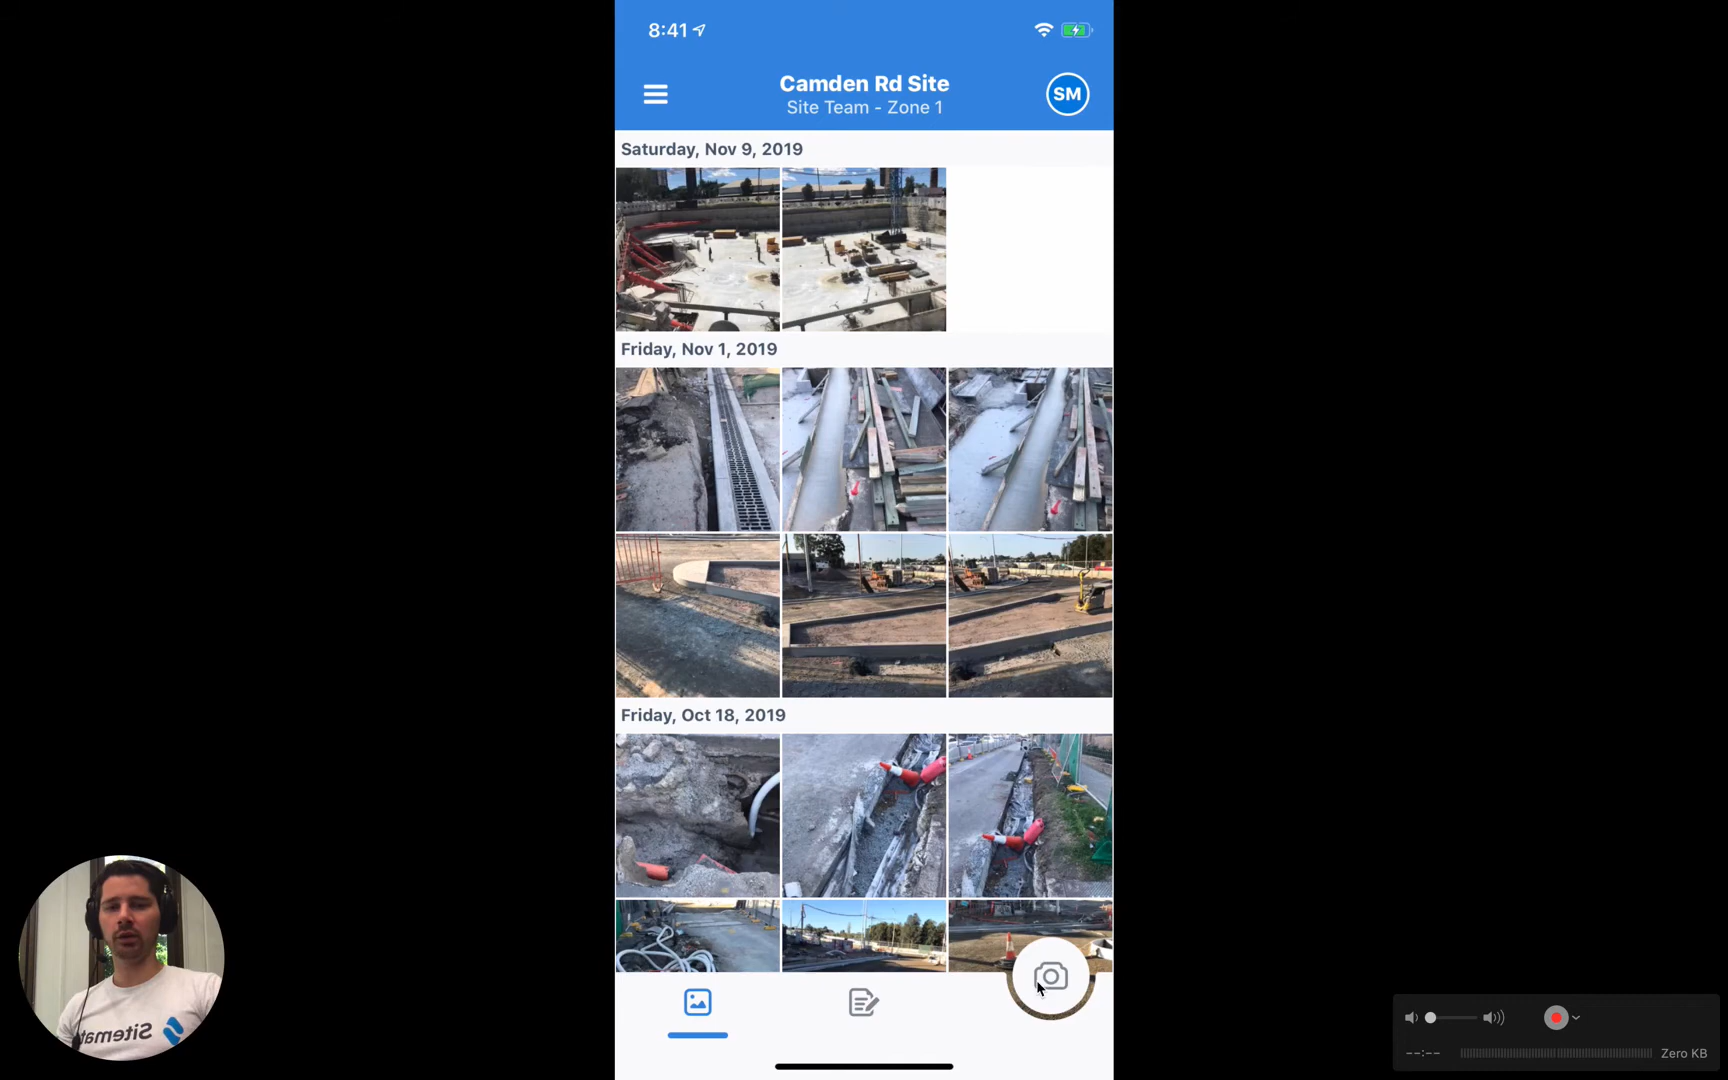 8:41
Camden Rd Site
Site Team - Zone 1
SM
Saturday, Nov 9, 2019
Friday, Nov 1, 2019
Friday, Oct 18, 2019
Sitemat
--:--
Zero KB